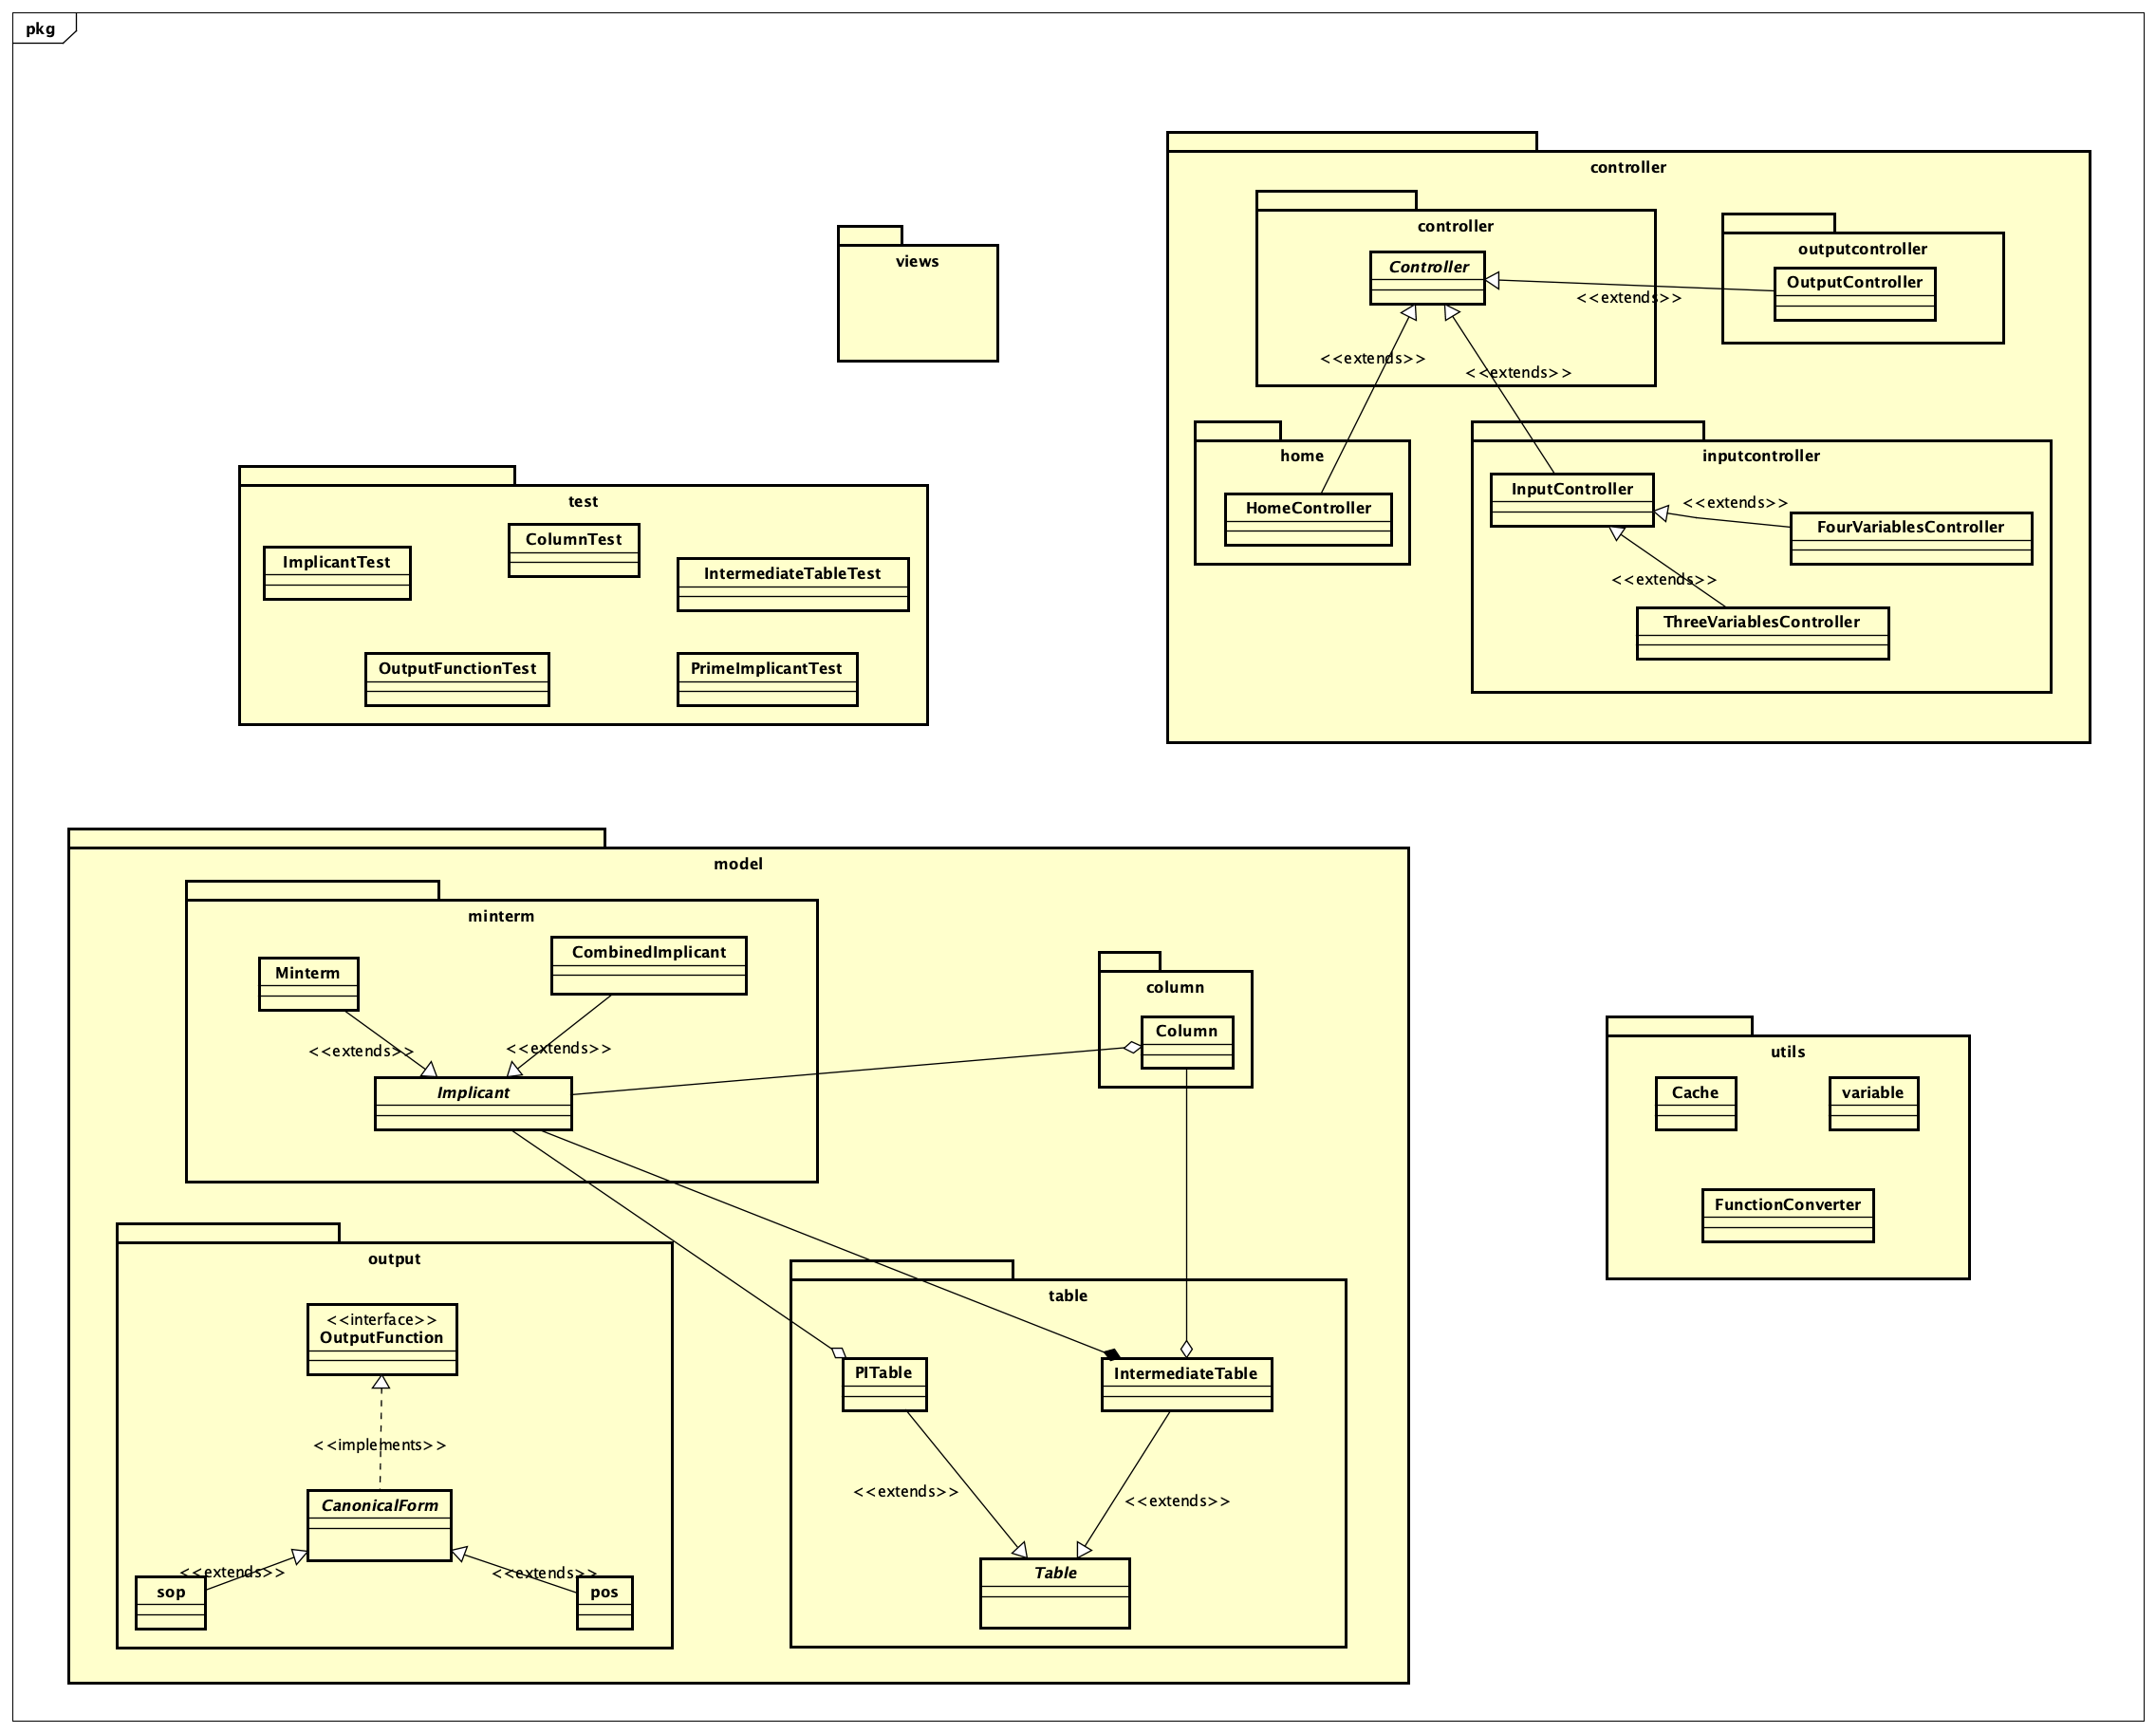 pkg
controller
controller
Controller
outputcontroller
OutputController
<<extends>>
<<extends>>
<<extends>>
home
HomeController
inputcontroller
InputController
<<extends>>
FourVariablesController
<<extends>>
ThreeVariablesController
views
test
ImplicantTest
ColumnTest
IntermediateTableTest
OutputFunctionTest
PrimeImplicantTest
model
minterm
Minterm
CombinedImplicant
<<extends>>
<<extends>>
Implicant
column
Column
output
<<interface>>
OutputFunction
<<implements>>
CanonicalForm
<<extends>>
<<extends>>
sop
pos
table
PITable
IntermediateTable
<<extends>>
<<extends>>
Table
utils
Cache
variable
FunctionConverter